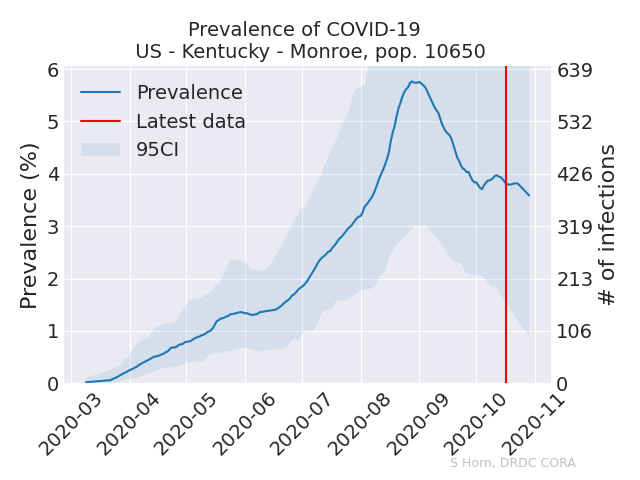 Prevalence of COVID-19
US - Kentucky - Monroe, pop. 10650
Prevalence
Latest data
95CI
Prevalence (%)
6
5
4
3
2
1
0
639
532
426
319
213
106
0
# of infections
2020-03
2020-04
2020-05
2020-06
2020-07
2020-08
2020-09
2020-10
2020-11
S Horn, DRDC CORA